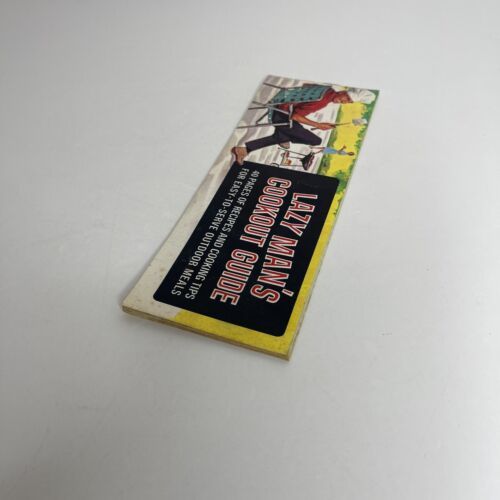 LAZY MAN'S
COOKOUT GUIDE
40 PAGES OF RECIPES AND COOKING TIPS
FOR EASY-TO-SERVE OUTDOOR MEALS